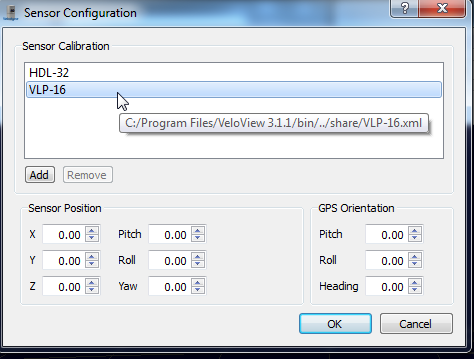 Sensor Configuration
? X
Sensor Calibration
HDL-32
VLP-16
C:/Program Files/VeloView 3.1.1/bin/../share/VLP-16.xml
Add Remove
Sensor Position GPS Orientation
X 0.00 Pitch 0.00 Pitch 0.00
Y 0.00 Roll 0.00 Roll 0.00
Z 0.00 Yaw 0.00 Heading 0.00
OK Cancel